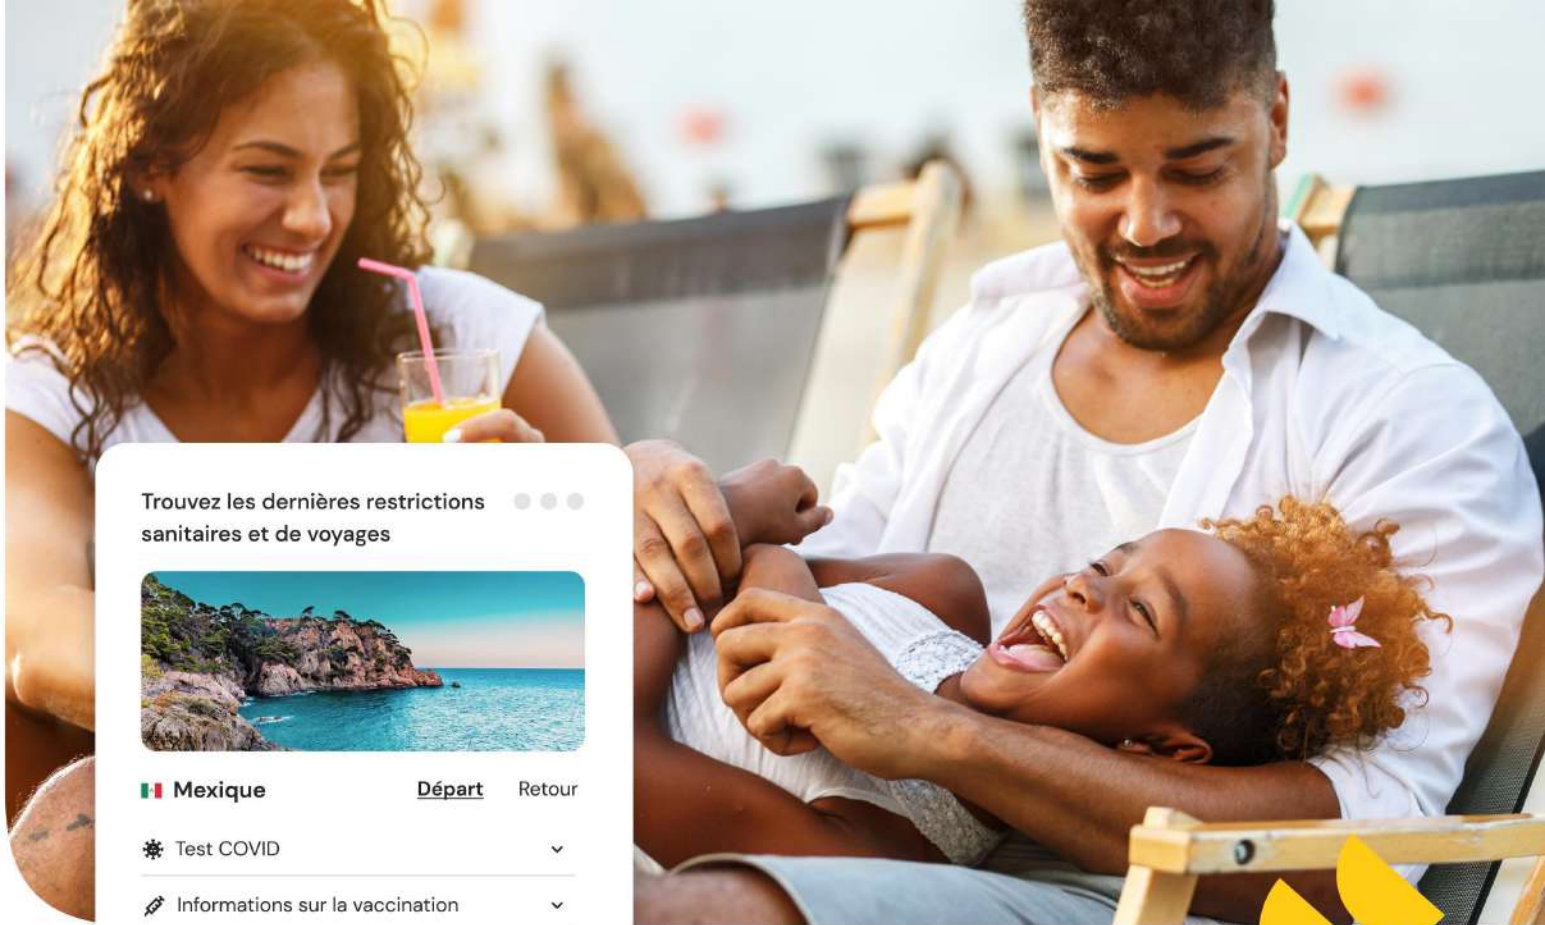 Trouvez les dernières restrictions
sanitaires et de voyages
Mexique
Départ
Retour
Test COVID
Informations sur la vaccination